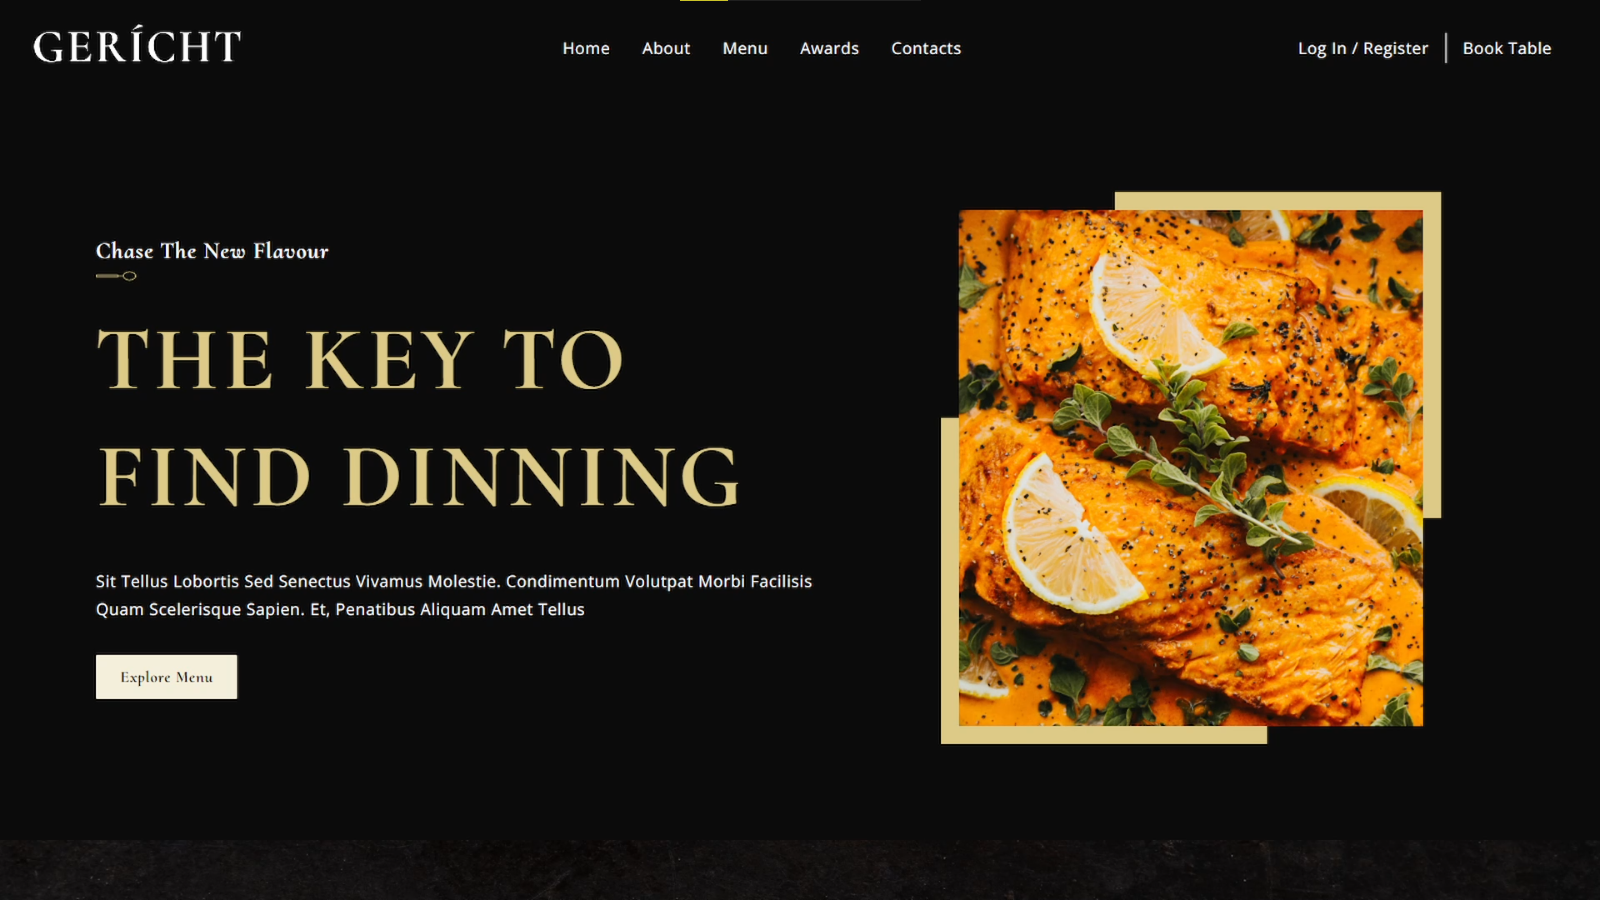 GERÍCHT
Home About Menu Awards Contacts
Log In / Register Book Table
Chase The New Flavour
THE KEY TO
FIND DINNING
Sit Tellus Lobortis Sed Senectus Vivamus Molestie. Condimentum Volutpat Morbi Facilisis
Quam Scelerisque Sapien. Et, Penatibus Aliquam Amet Tellus
Explore Menu